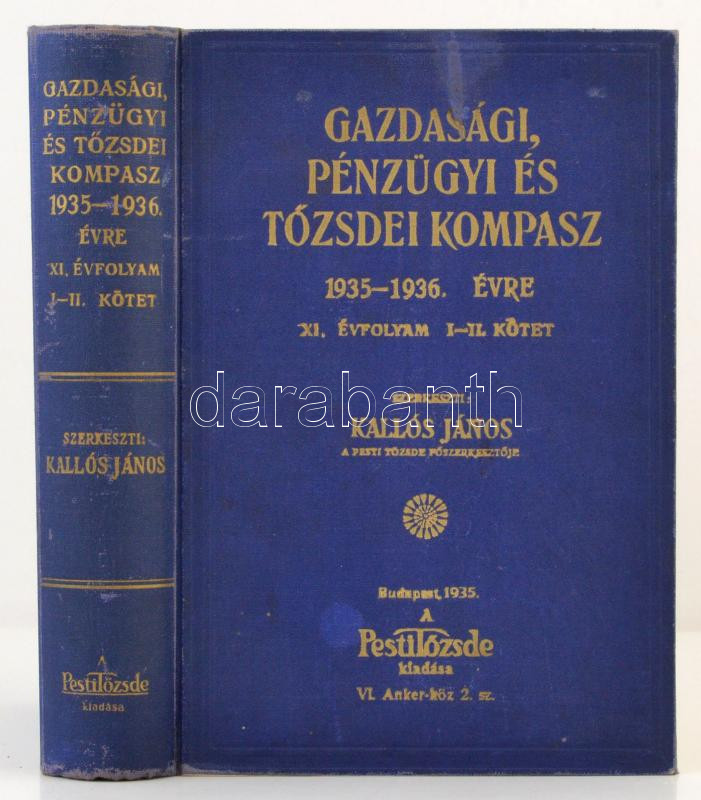 GAZDASÁGI,
PÉNZÜGYI
ÉS TŐZSDEI
KOMPASZ
1935–1936.
ÉVRE
XI. ÉVFOLYAM
I–II. KÖTET
SZERKESZTI:
KALLÓS JÁNOS
A
PestiTőzsde
kiadása
GAZDASÁGI,
PÉNZÜGYI ÉS
TŐZSDEI KOMPASZ
1935–1936. ÉVRE
XI. ÉVFOLYAM I–II. KÖTET
SZERKESZTI:
KALLÓS JÁNOS
A PESTI TŐZSDE FŐSZERKESZTŐJE
Budapest, 1935.
A
PestiTőzsde
kiadása
VI. Anker-köz 2. sz.
darabanth